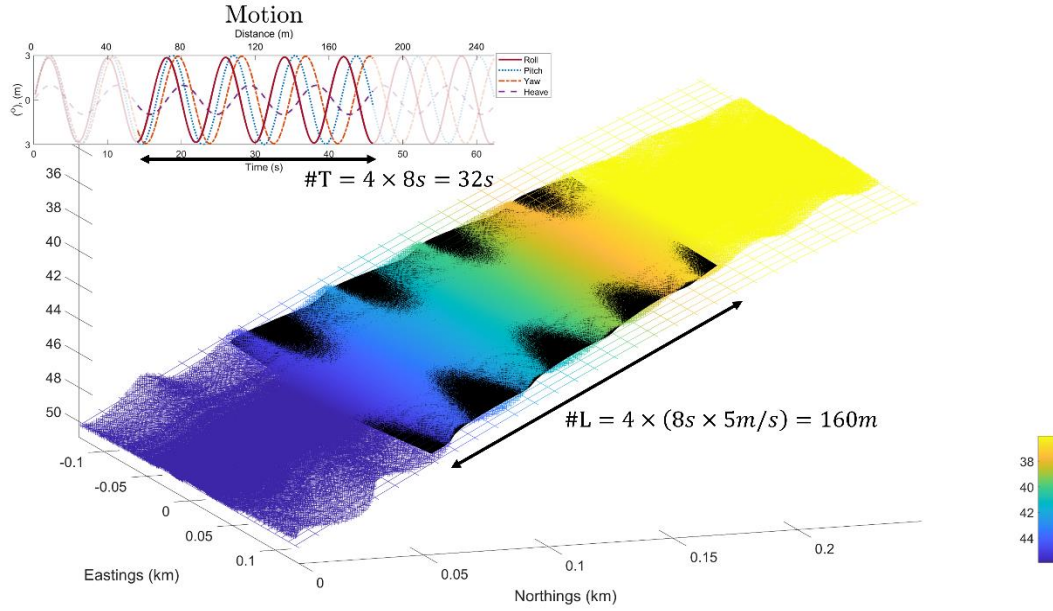 Motion
Distance (m)
0 40 80 120 160 200 240
3
0
3
(°), (m)
Roll
Pitch
Yaw
Heave
0 10 20 30 40 50 60
Time (s)
#T = 4 × 8s = 32s
36
38
40
42
44
46
48
50
#L = 4 × (8s × 5m/s) = 160m
-0.1
-0.05
0
0.05
0.1
Eastings (km)
0
0.05
0.1
0.15
0.2
Northings (km)
38
40
42
44